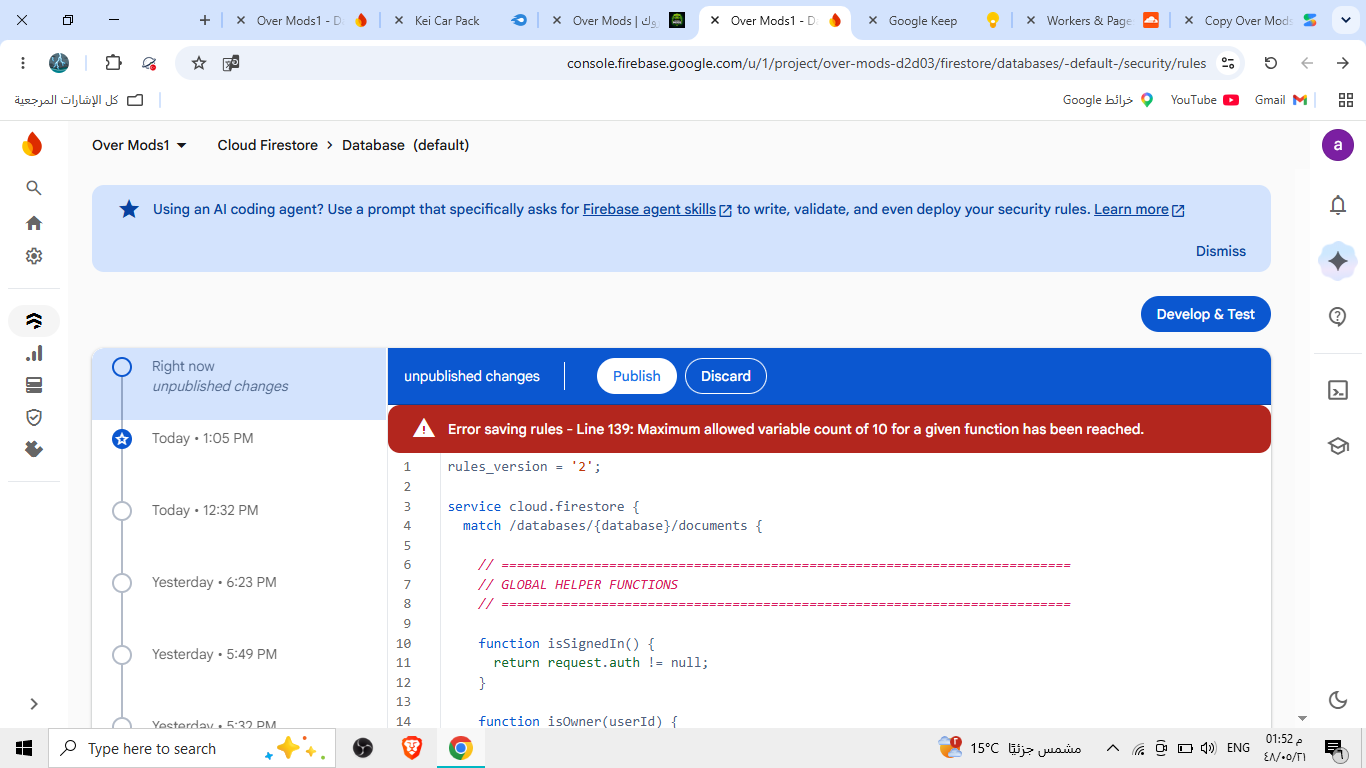 Over Mods1 - D
Kei Car Pack
Over Mods | روك
Over Mods1 - D
Google Keep
Workers & Page
Copy Over Mods
console.firebase.google.com/u/1/project/over-mods-d2d03/firestore/databases/-default-/security/rules
كل الإشارات المرجعية
خرائط Google
YouTube
Gmail
Over Mods1
Cloud Firestore > Database (default)
a
Using an AI coding agent? Use a prompt that specifically asks for Firebase agent skills to write, validate, and even deploy your security rules. Learn more
Dismiss
Develop & Test
Right now
unpublished changes
Today • 1:05 PM
Today • 12:32 PM
Yesterday • 6:23 PM
Yesterday • 5:49 PM
Yesterday • 5:32 PM
unpublished changes
Publish
Discard
Error saving rules - Line 139: Maximum allowed variable count of 10 for a given function has been reached.
1 rules_version = '2';
2
3 service cloud.firestore {
4 match /databases/{database}/documents {
5
6 // ==========================================================================
7 // GLOBAL HELPER FUNCTIONS
8 // ==========================================================================
9
10 function isSignedIn() {
11 return request.auth != null;
12 }
13
14 function isOwner(userId) {
Type here to search
15°C مشمس جزئيًا
ENG
01:52 م
٤٨/٠٥/٢١